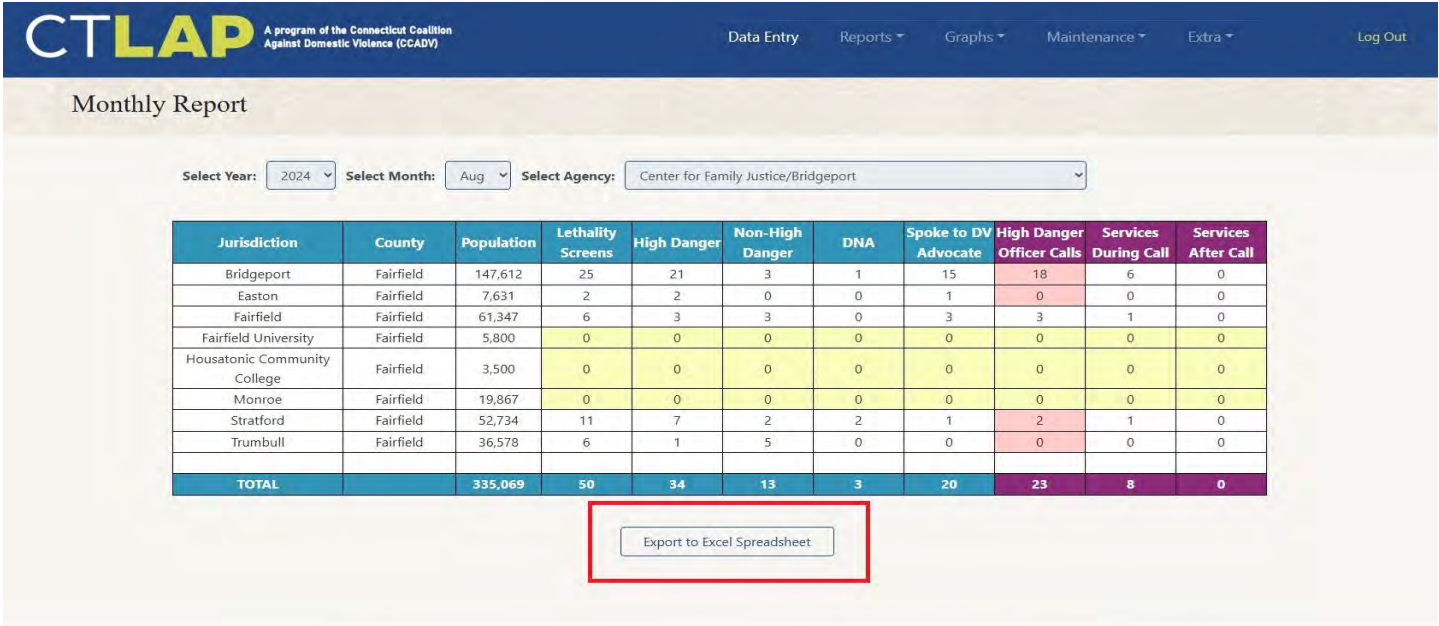 CTLAP A program of the Connecticut Coalition
Against Domestic Violence (CCADV)
Data Entry Reports Graphs Maintenance Extra Log Out
Monthly Report
Select Year: 2024 Select Month: Aug Select Agency: Center for Family Justice/Bridgeport
Jurisdiction County Population Lethality Screens High Danger Non-High Danger DNA Spoke to DV Advocate High Danger Officer Calls Services During Call Services After Call
Bridgeport Fairfield 147,612 25 21 3 1 15 18 6 0
Easton Fairfield 7,631 2 2 0 0 1 0 0 0
Fairfield Fairfield 61,347 6 3 3 0 3 3 1 0
Fairfield University Fairfield 5,800 0 0 0 0 0 0 0 0
Housatonic Community College Fairfield 3,500 0 0 0 0 0 0 0 0
Monroe Fairfield 19,867 0 0 0 0 0 0 0 0
Stratford Fairfield 52,734 11 7 2 2 1 2 1 0
Trumbull Fairfield 36,578 6 1 5 0 0 0 0 0
TOTAL 335,069 50 34 13 3 20 23 8 0
Export to Excel Spreadsheet